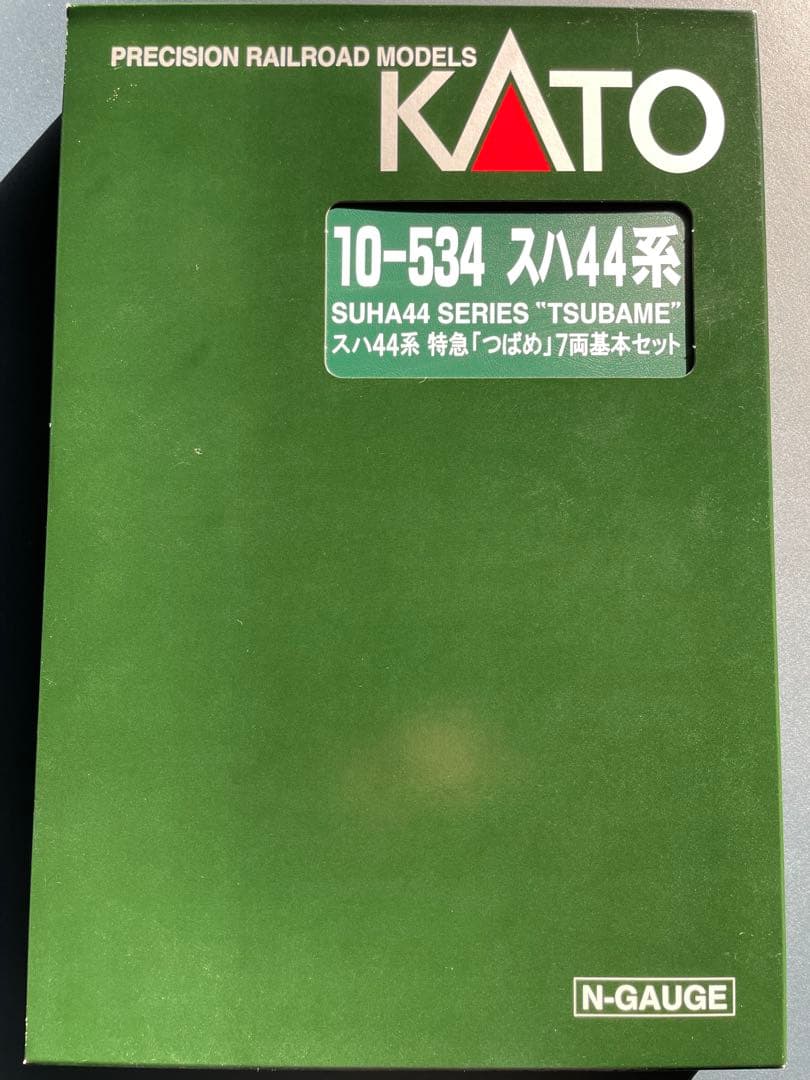 PRECISION RAILROAD MODELS
KATO
10-534 スハ44系
SUHA44 SERIES "TSUBAME"
スハ44系 特急「つばめ」7両基本セット
N-GAUGE